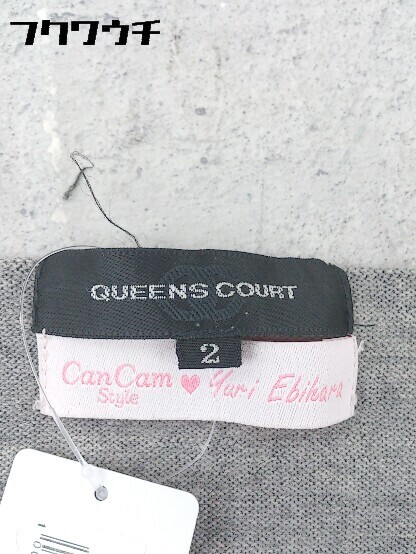 フクワウチ
QUEENS COURT
2
CanCam ♥ Yuri Ebihara
Style